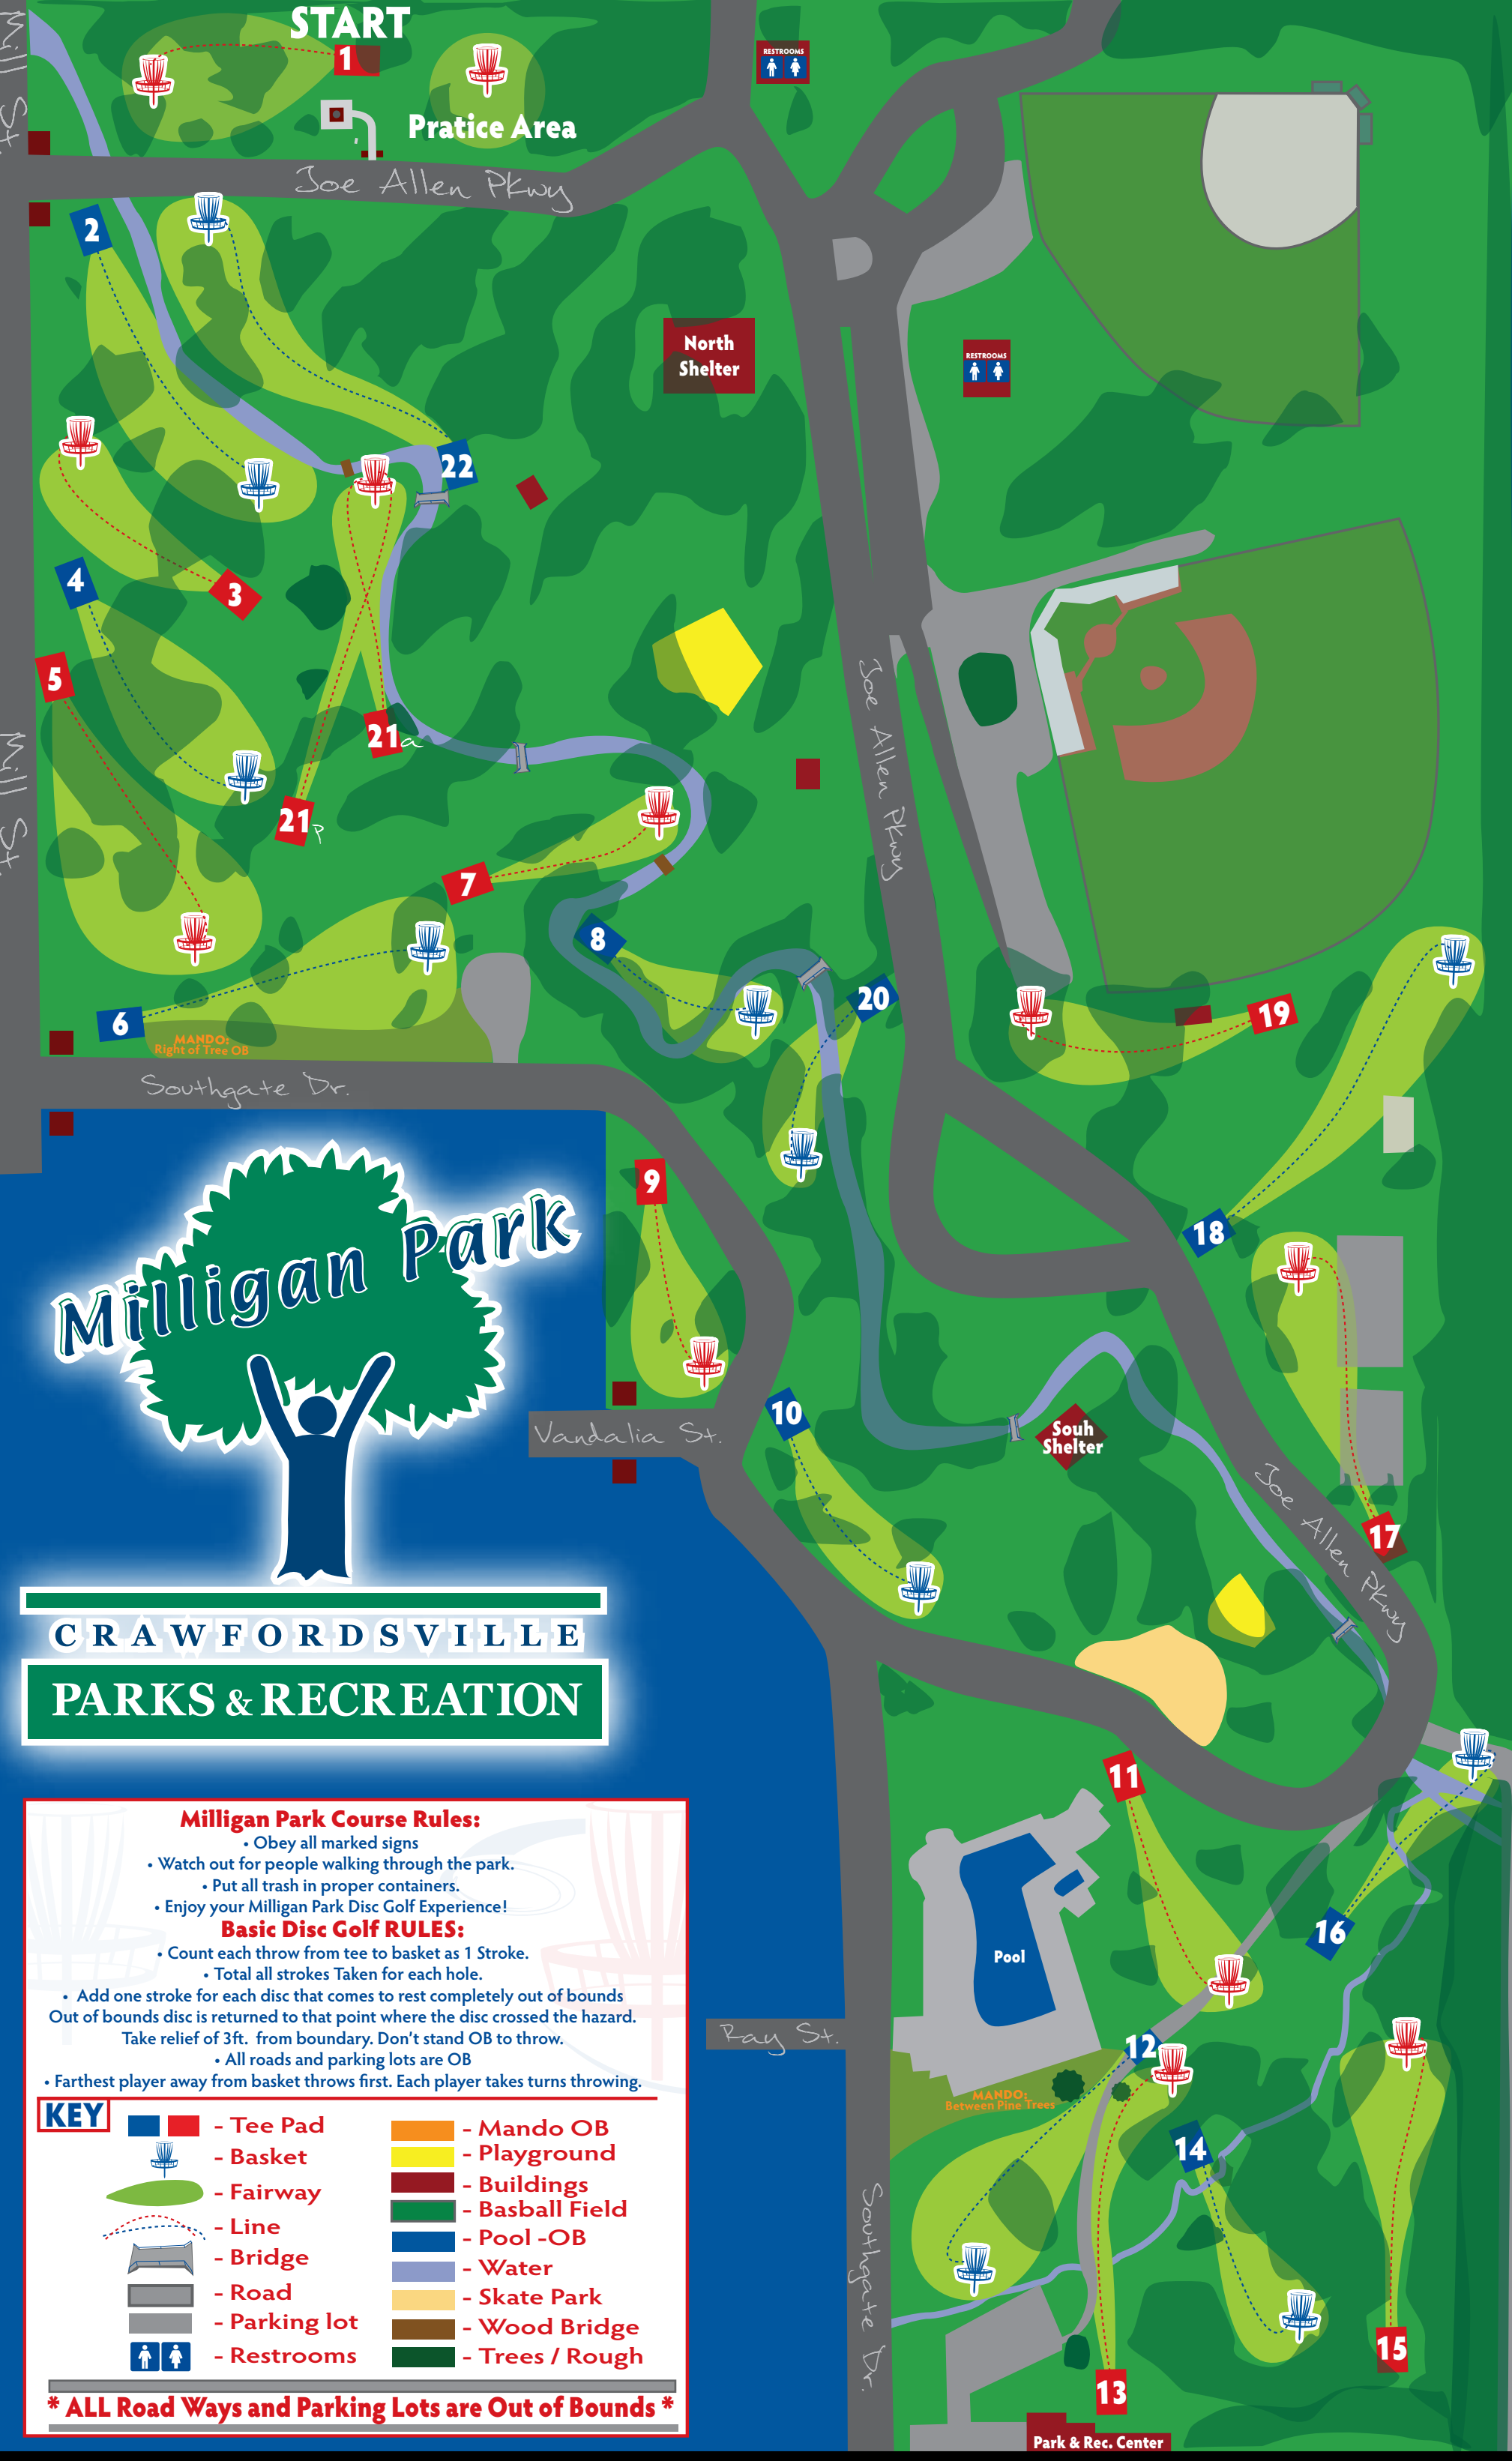 START
1
Pratice Area
RESTROOMS
Mill St
Joe Allen Pkwy
2
North
Shelter
RESTROOMS
22
3
4
5
21a
21P
Joe Allen Pkwy
Mill St
7
8
20
19
6
MANDO:
Right of Tree OB
Southgate Dr.
9
18
Milligan Park
10
Vandalia St.
Souh
Shelter
17
Joe Allen Pkwy
CRAWFORDSVILLE
PARKS & RECREATION
11
16
Pool
12
Ray St.
MANDO:
Between Pine Trees
14
Southgate Dr.
15
13
Park & Rec. Center
Milligan Park Course Rules:
• Obey all marked signs
• Watch out for people walking through the park.
• Put all trash in proper containers.
• Enjoy your Milligan Park Disc Golf Experience!
Basic Disc Golf RULES:
• Count each throw from tee to basket as 1 Stroke.
• Total all strokes Taken for each hole.
• Add one stroke for each disc that comes to rest completely out of bounds
Out of bounds disc is returned to that point where the disc crossed the hazard.
Take relief of 3ft. from boundary. Don't stand OB to throw.
• All roads and parking lots are OB
• Farthest player away from basket throws first. Each player takes turns throwing.
KEY
- Tee Pad
- Basket
- Fairway
- Line
- Bridge
- Road
- Parking lot
- Restrooms
- Mando OB
- Playground
- Buildings
- Basball Field
- Pool -OB
- Water
- Skate Park
- Wood Bridge
- Trees / Rough
* ALL Road Ways and Parking Lots are Out of Bounds *